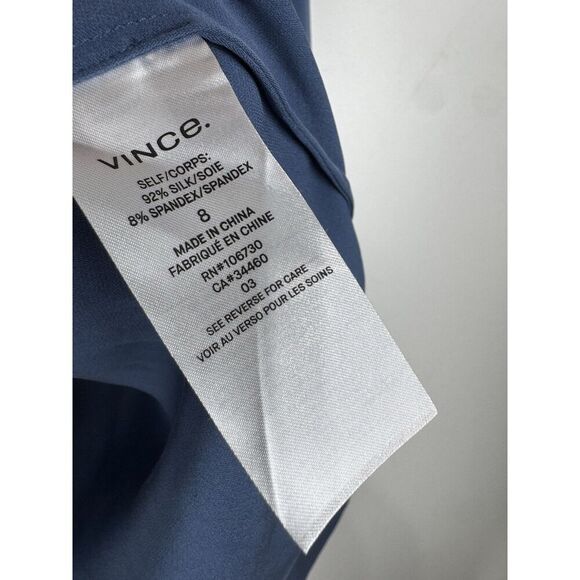 VINCE.
SELF/CORPS:
92% SILK/SOIE
8% SPANDEX/SPANDEX
8
MADE IN CHINA
FABRIQUÉ EN CHINE
RN#106730
CA#34460
03
SEE REVERSE FOR CARE
VOIR AU VERSO POUR LES SOINS